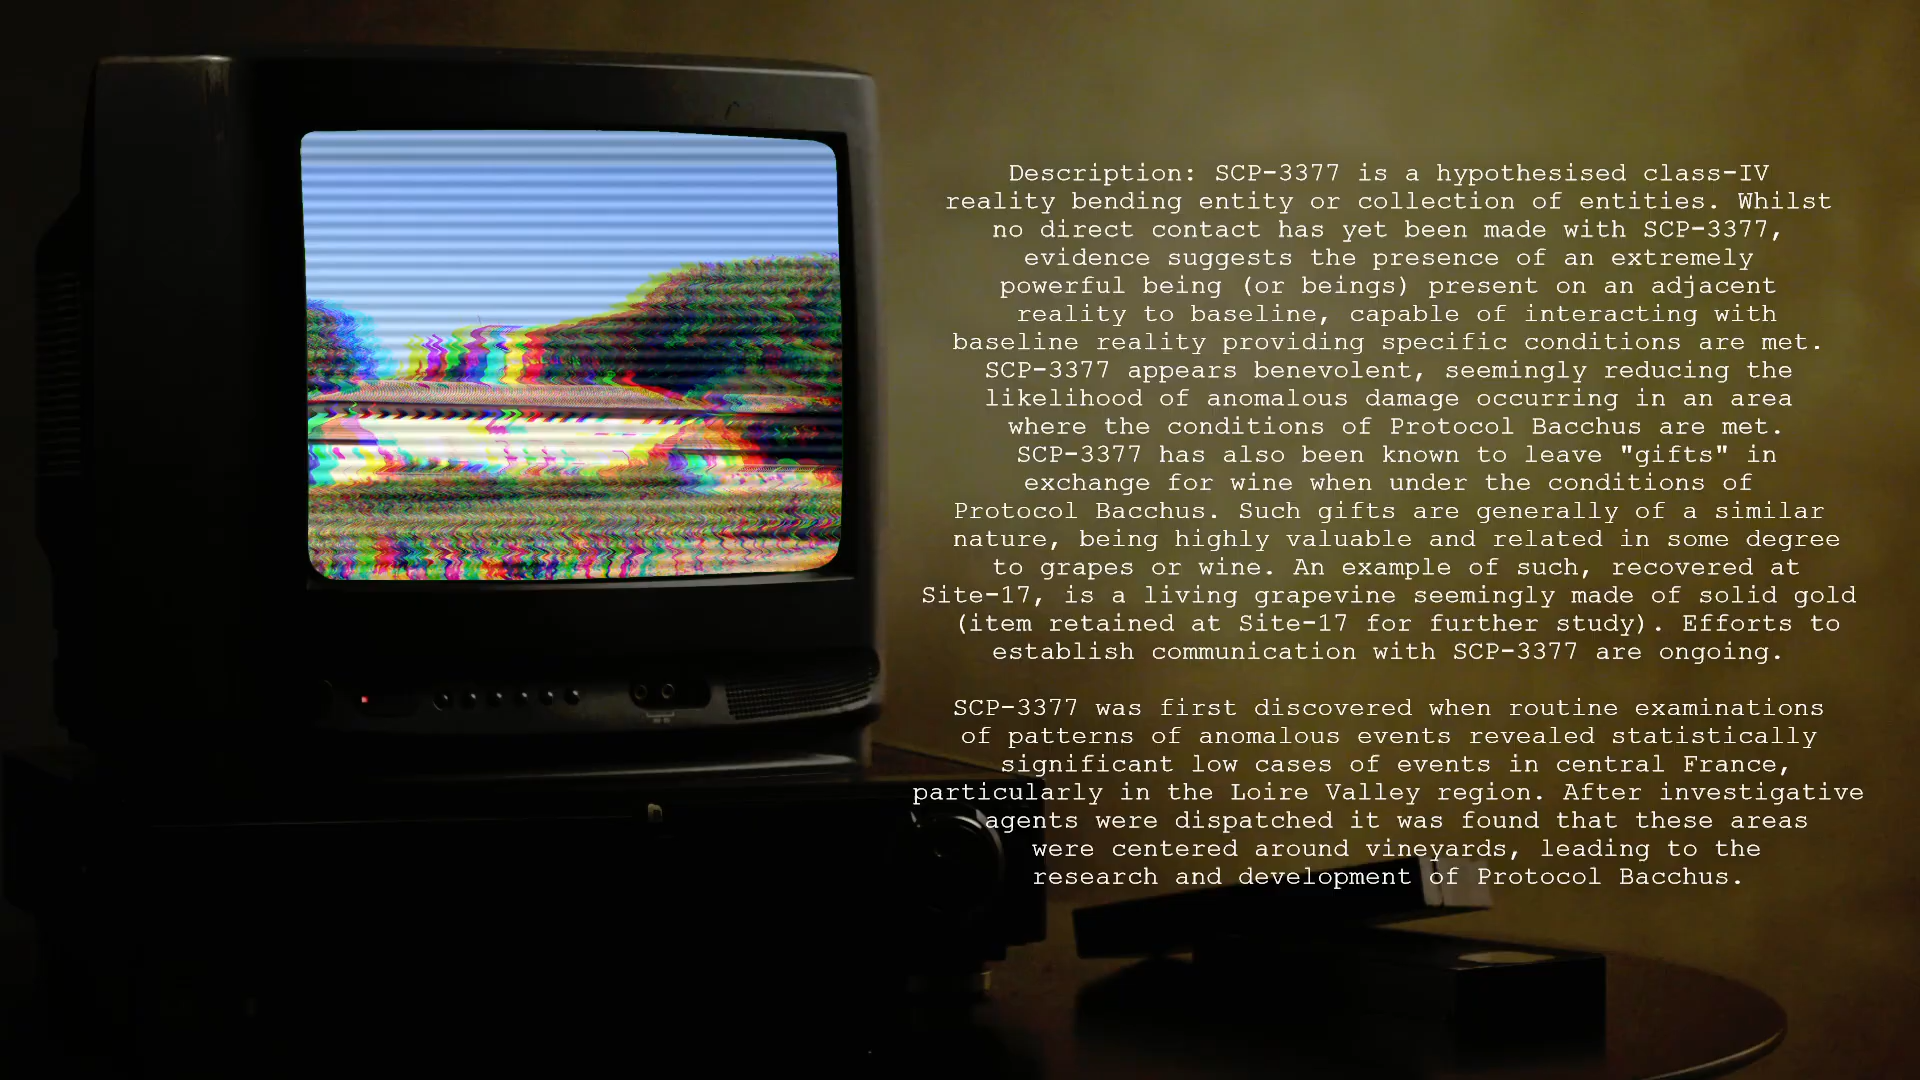 Description: SCP-3377 is a hypothesised class-IV
reality bending entity or collection of entities. Whilst
no direct contact has yet been made with SCP-3377,
evidence suggests the presence of an extremely
powerful being (or beings) present on an adjacent
reality to baseline, capable of interacting with
baseline reality providing specific conditions are met.
SCP-3377 appears benevolent, seemingly reducing the
likelihood of anomalous damage occurring in an area
where the conditions of Protocol Bacchus are met.
SCP-3377 has also been known to leave "gifts" in
exchange for wine when under the conditions of
Protocol Bacchus. Such gifts are generally of a similar
nature, being highly valuable and related in some degree
to grapes or wine. An example of such, recovered at
Site-17, is a living grapevine seemingly made of solid gold
(item retained at Site-17 for further study). Efforts to
establish communication with SCP-3377 are ongoing.
SCP-3377 was first discovered when routine examinations
of patterns of anomalous events revealed statistically
significant low cases of events in central France,
particularly in the Loire Valley region. After investigative
agents were dispatched it was found that these areas
were centered around vineyards, leading to the
research and development of Protocol Bacchus.